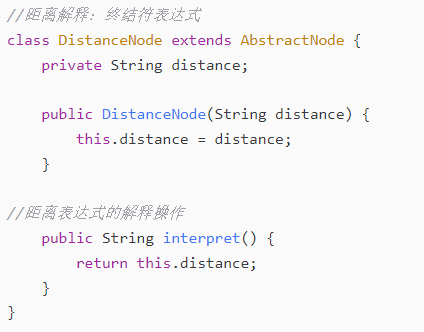 //距离解释：终结符表达式
class DistanceNode extends AbstractNode {
    private String distance;
    public DistanceNode(String distance) {
        this.distance = distance;
    }
//距离表达式的解释操作
    public String interpret() {
        return this.distance;
    }
}